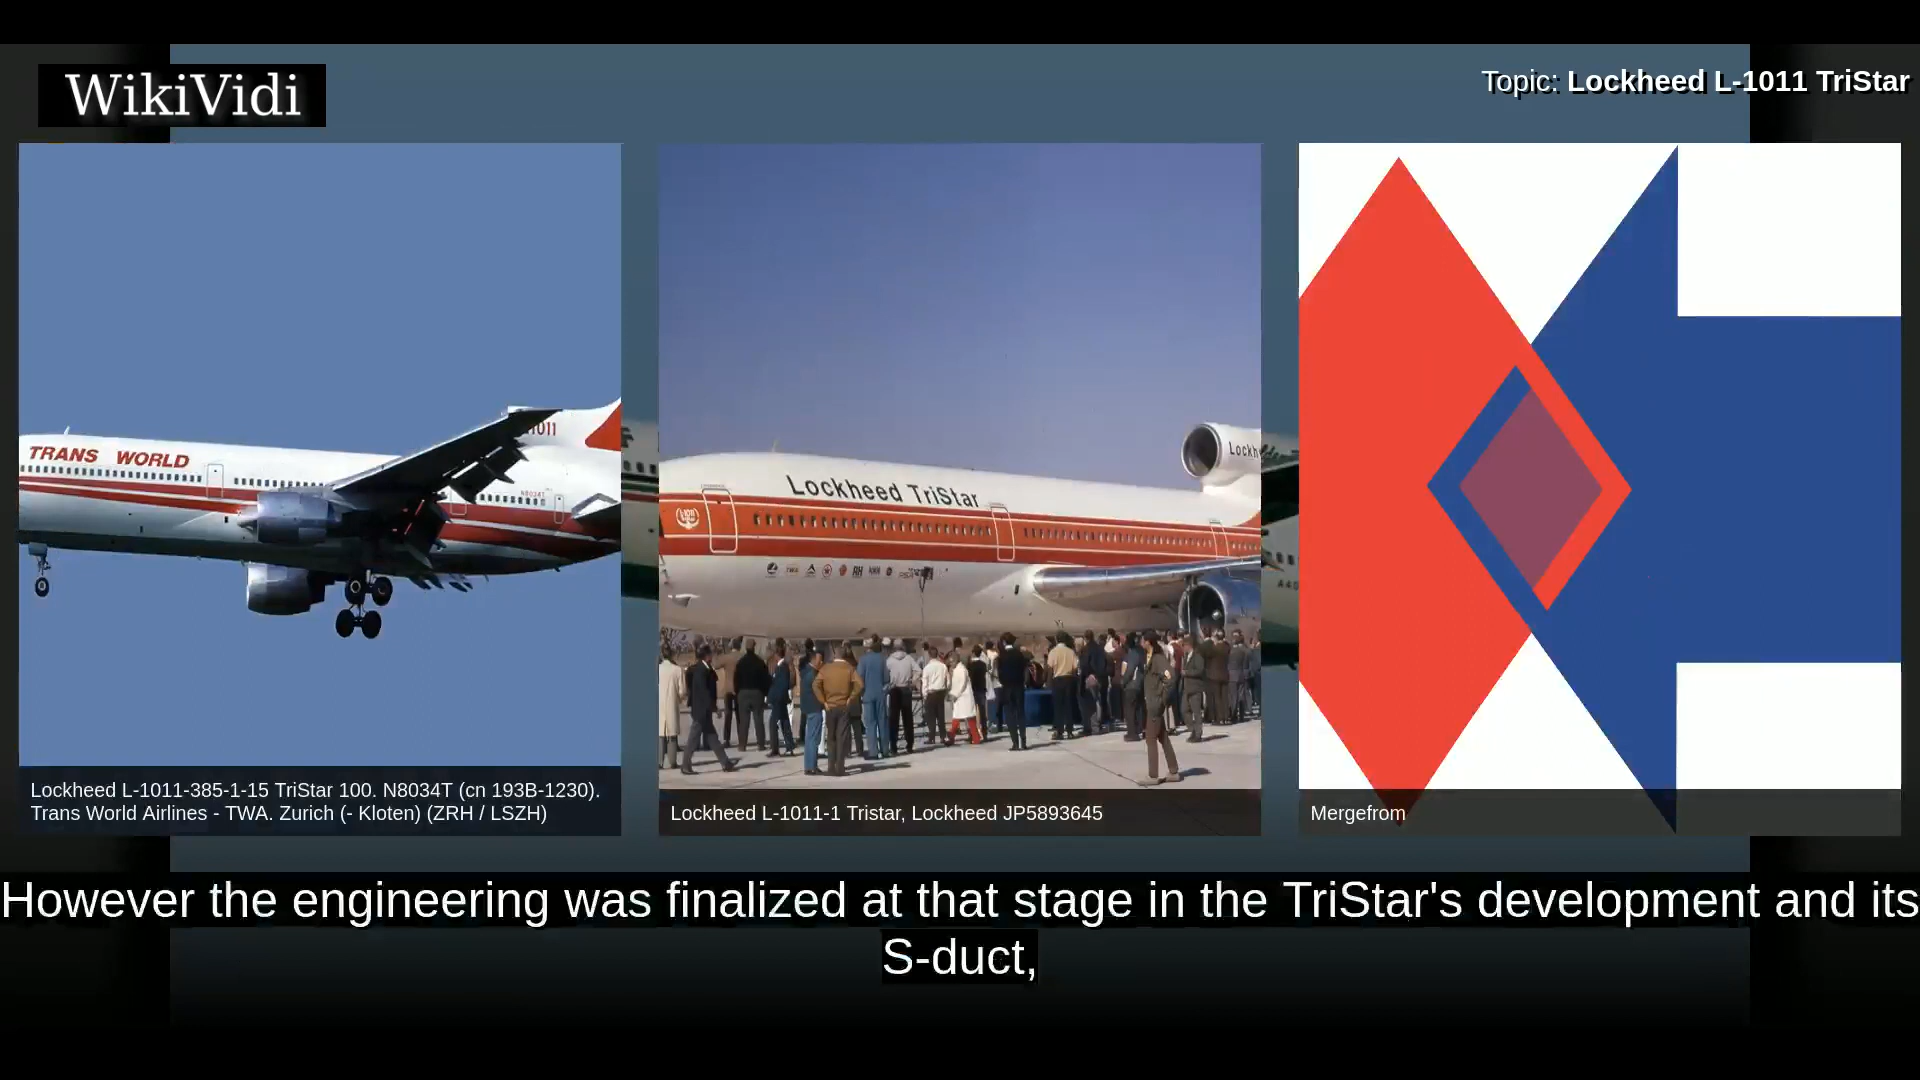 WikiVidi
Topic: Lockheed L-1011 TriStar
TRANS WORLD
N8034T
Lockheed TriStar
Lockheed L-1011-385-1-15 TriStar 100. N8034T (cn 193B-1230).
Trans World Airlines - TWA. Zurich (- Kloten) (ZRH / LSZH)
Lockheed L-1011-1 Tristar, Lockheed JP5893645
Mergefrom
However the engineering was finalized at that stage in the TriStar's development and its
S-duct,